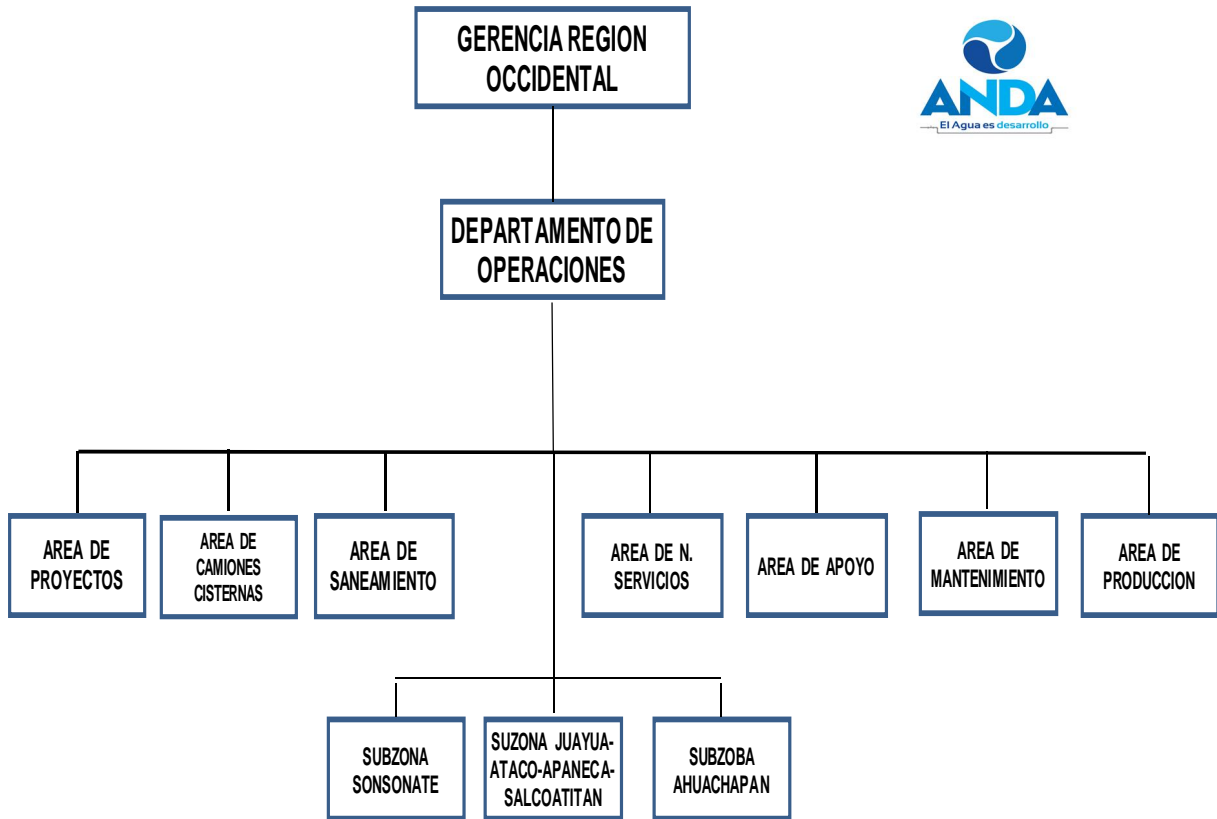 GERENCIA REGION
OCCIDENTAL
ANDA
El Agua es desarrollo
DEPARTAMENTO DE
OPERACIONES
AREA DE
PROYECTOS
AREA DE
CAMIONES
CISTERNAS
AREA DE
SANEAMIENTO
AREA DE N.
SERVICIOS
AREA DE APOYO
AREA DE
MANTENIMIENTO
AREA DE
PRODUCCION
SUBZONA
SONSONATE
SUZONA JUAYUA-
ATACO-APANECA-
SALCOATITAN
SUBZOBA
AHUACHAPAN